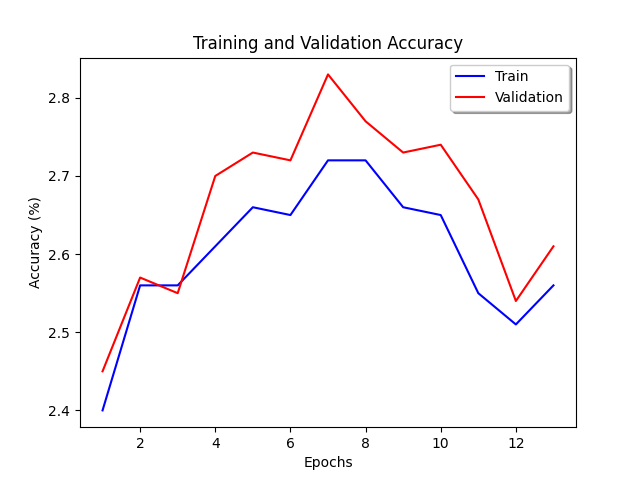 Training and Validation Accuracy
Train
Validation
2.8
2.7
2.6
2.5
2.4
Accuracy (%)
2
4
6
8
10
12
Epochs